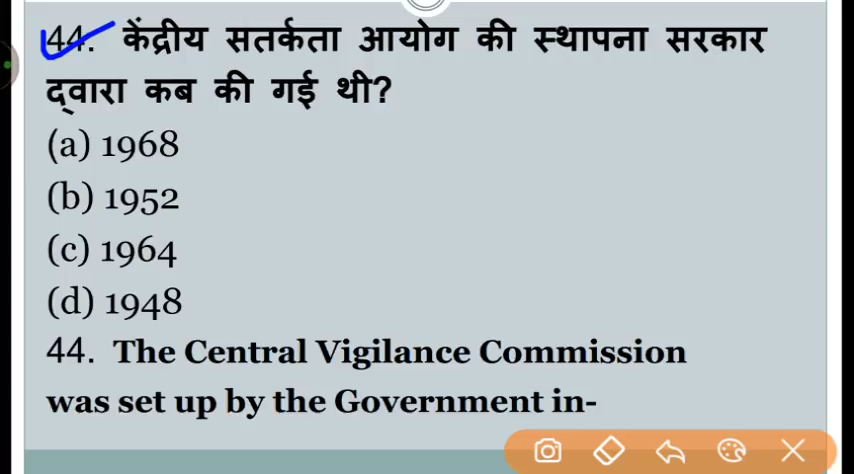 44. केंद्रीय सतर्कता आयोग की स्थापना सरकार
द्वारा कब की गई थी?
(a) 1968
(b) 1952
(c) 1964
(d) 1948
44. The Central Vigilance Commission
was set up by the Government in-